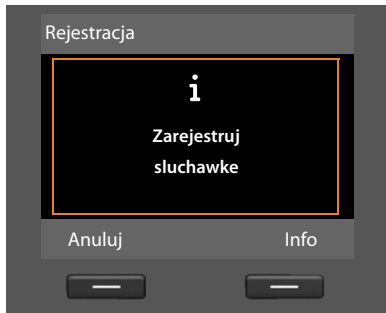 Rejestracja
i
Zarejestruj
sluchawke
Anuluj Info